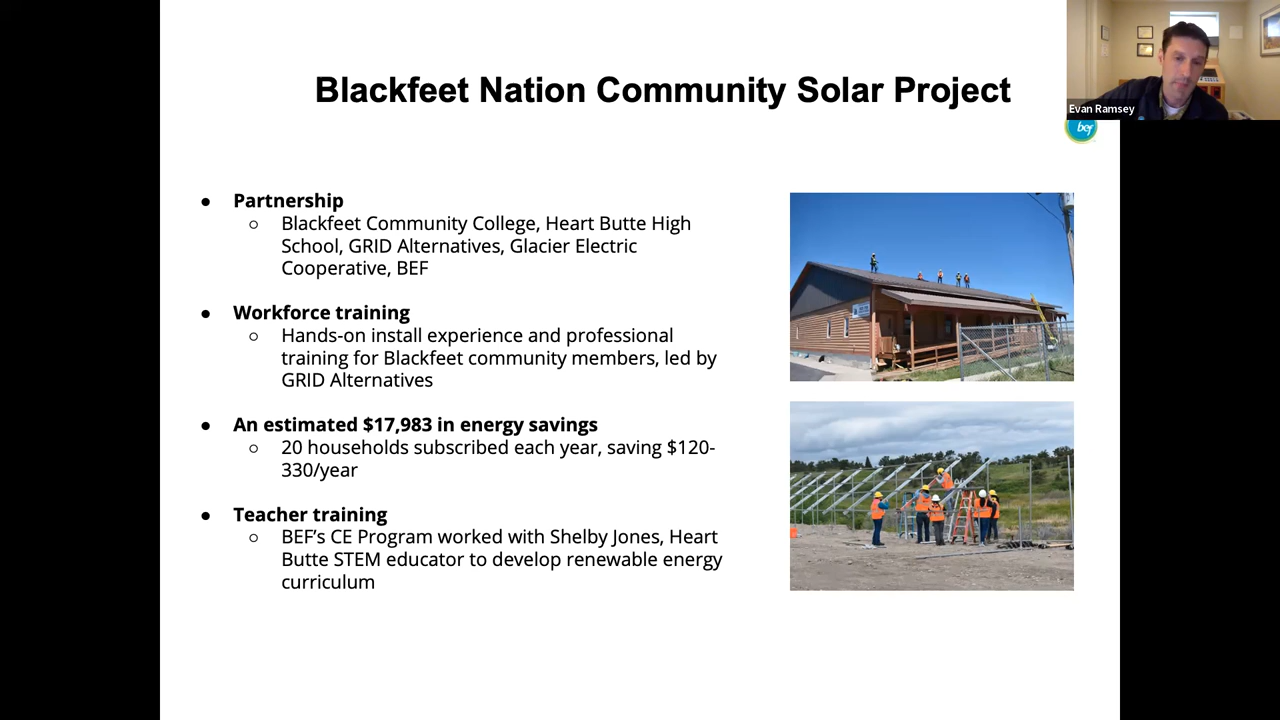 Blackfeet Nation Community Solar Project
Evan Ramsey
bef
● Partnership
○ Blackfeet Community College, Heart Butte High
School, GRID Alternatives, Glacier Electric
Cooperative, BEF
● Workforce training
○ Hands-on install experience and professional
training for Blackfeet community members, led by
GRID Alternatives
● An estimated $17,983 in energy savings
○ 20 households subscribed each year, saving $120-
330/year
● Teacher training
○ BEF’s CE Program worked with Shelby Jones, Heart
Butte STEM educator to develop renewable energy
curriculum